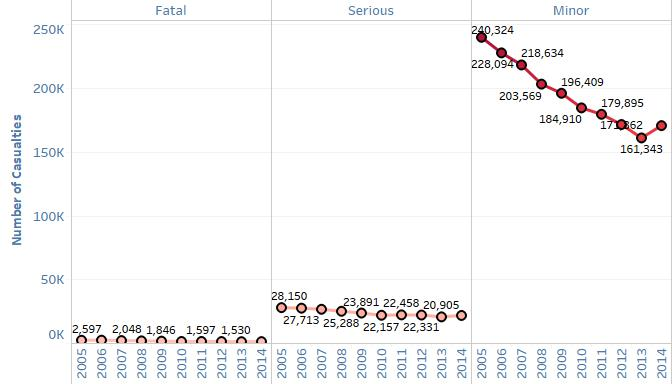 Fatal Serious Minor
Number of Casualties
250K
200K
150K
100K
50K
0K
2,597 2,048 1,846 1,597 1,530
28,150 27,713 25,288 23,891 22,157 22,458 22,331 20,905
240,324 228,094 218,634 203,569 196,409 184,910 179,895 161,343
2005 2006 2007 2008 2009 2010 2011 2012 2013 2014
2005 2006 2007 2008 2009 2010 2011 2012 2013 2014
2005 2006 2007 2008 2009 2010 2011 2012 2013 2014